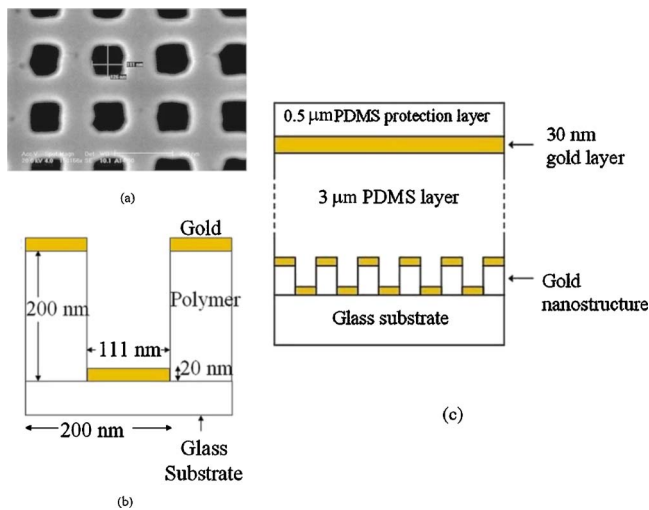 (a)
Gold
200 nm
Polymer
111 nm
20 nm
200 nm
Glass
Substrate
(b)
0.5 μm PDMS protection layer
30 nm
gold layer
3 μm PDMS layer
Gold
nanostructure
Glass substrate
(c)